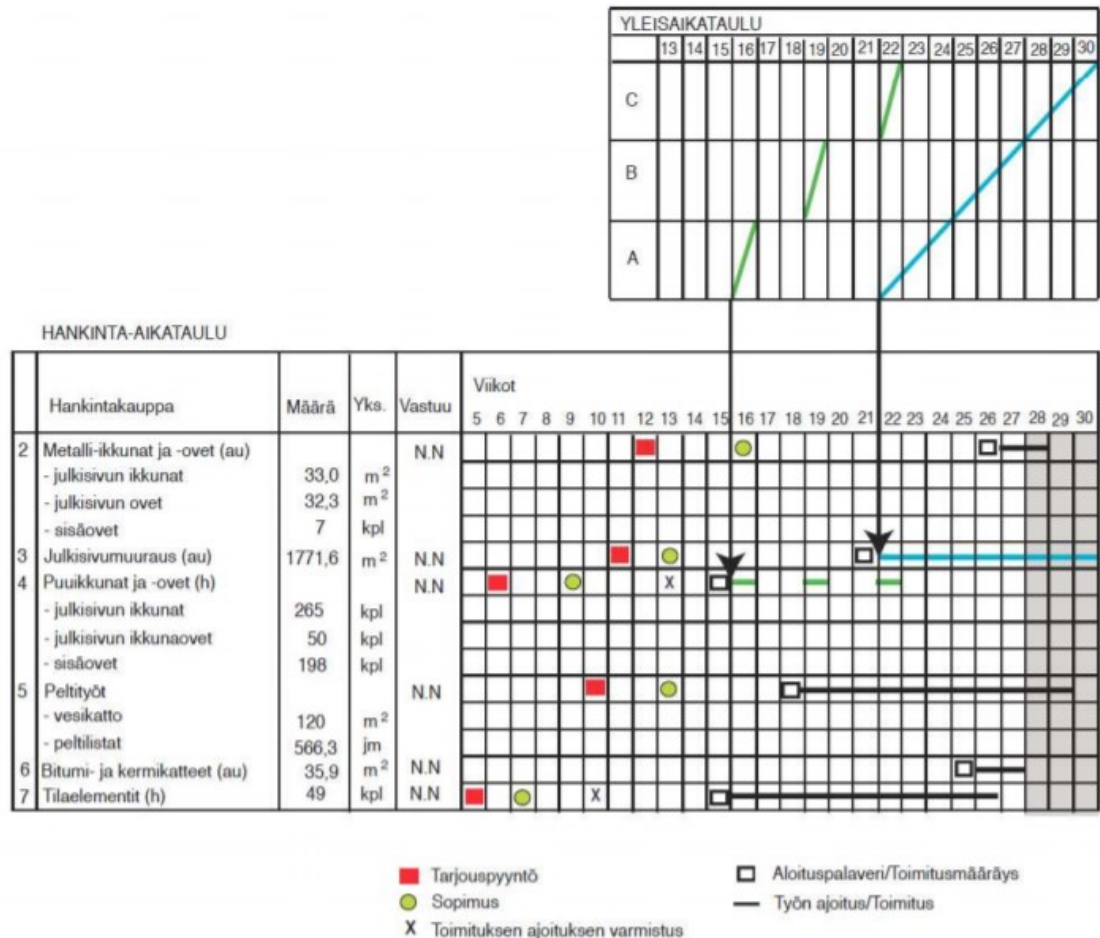 YLEISAIKATAULU
13 14 15 16 17 18 19 20 21 22 23 24 25 26 27 28 29 30
C
B
A
HANKINTA-AIKATAULU
Hankintakauppa Määrä Yks. Vastuu Viikot
5 6 7 8 9 10 11 12 13 14 15 16 17 18 19 20 21 22 23 24 25 26 27 28 29 30
2 Metalli-ikkunat ja -ovet (au) N.N
- julkisivun ikkunat 33,0 m²
- julkisivun ovet 32,3 m²
- sisäovet 7 kpl
3 Julkisivumuuraus (au) 1771,6 m² N.N
4 Puuikkunat ja -ovet (h) N.N X
- julkisivun ikkunat 265 kpl
- julkisivun ikkunaovet 50 kpl
- sisäovet 198 kpl
5 Peltityöt N.N
- vesikatto 120 m²
- peltilistat 566,3 jm
6 Bitumi- ja kermikatteet (au) 35,9 m² N.N
7 Tilaelementit (h) 49 kpl N.N X
Tarjouspyyntö
Sopimus
X Toimituksen ajoituksen varmistus
Aloituspalaveri/Toimitusmääräys
Työn ajoitus/Toimitus